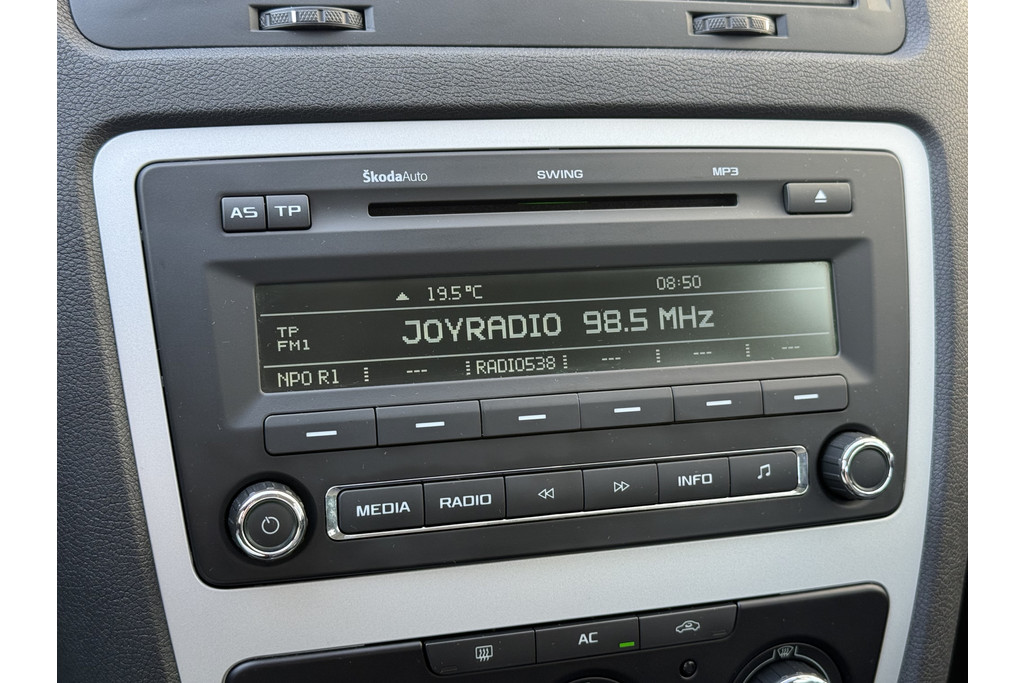 ŠkodaAuto SWING MP3
AS TP
19.5°C 08:50
TP
FM1
JOYRADIO 98.5 MHz
NPO R1 --- RADIO538 --- --- ---
MEDIA RADIO INFO
AC